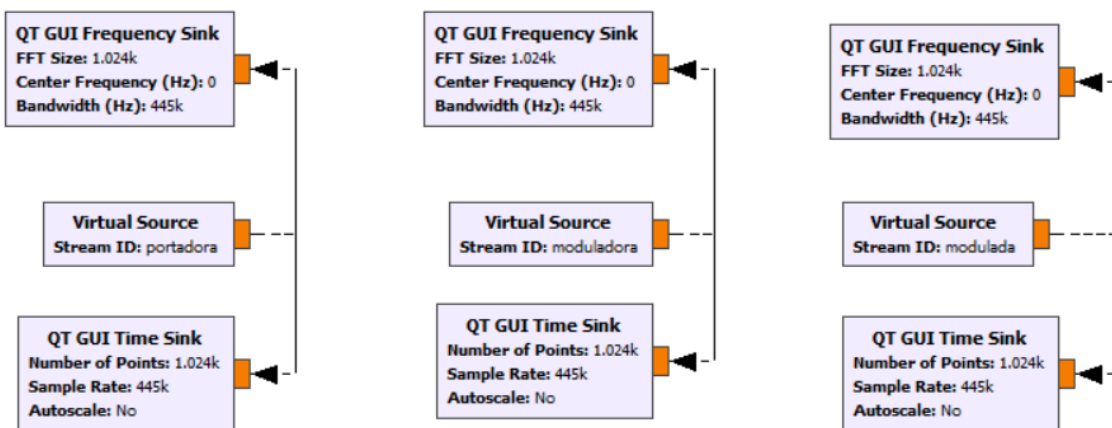 QT GUI Frequency Sink
FFT Size: 1.024k
Center Frequency (Hz): 0
Bandwidth (Hz): 445k
Virtual Source
Stream ID: portadora
QT GUI Time Sink
Number of Points: 1.024k
Sample Rate: 445k
Autoscale: No
QT GUI Frequency Sink
FFT Size: 1.024k
Center Frequency (Hz): 0
Bandwidth (Hz): 445k
Virtual Source
Stream ID: moduladora
QT GUI Time Sink
Number of Points: 1.024k
Sample Rate: 445k
Autoscale: No
QT GUI Frequency Sink
FFT Size: 1.024k
Center Frequency (Hz): 0
Bandwidth (Hz): 445k
Virtual Source
Stream ID: modulada
QT GUI Time Sink
Number of Points: 1.024k
Sample Rate: 445k
Autoscale: No